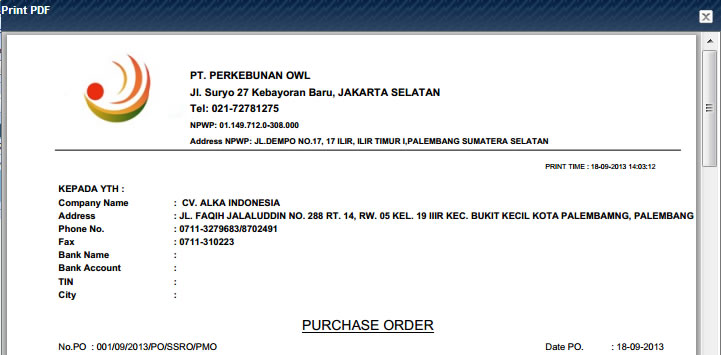 Print PDF
PT. PERKEBUNAN OWL
Jl. Suryo 27 Kebayoran Baru, JAKARTA SELATAN
Tel: 021-72781275
NPWP: 01.149.712.0-308.000
Address NPWP: JL.DEMPO NO.17, 17 ILIR, ILIR TIMUR I,PALEMBANG SUMATERA SELATAN
PRINT TIME : 18-09-2013 14:03:12
KEPADA YTH :
Company Name : CV. ALKA INDONESIA
Address : JL. FAQIH JALALUDDIN NO. 288 RT. 14, RW. 05 KEL. 19 IIIR KEC. BUKIT KECIL KOTA PALEMBAMNG, PALEMBANG
Phone No. : 0711-3279683/8702491
Fax : 0711-310223
Bank Name :
Bank Account :
TIN :
City :
PURCHASE ORDER
No.PO : 001/09/2013/PO/SSRO/PMO Date PO. : 18-09-2013